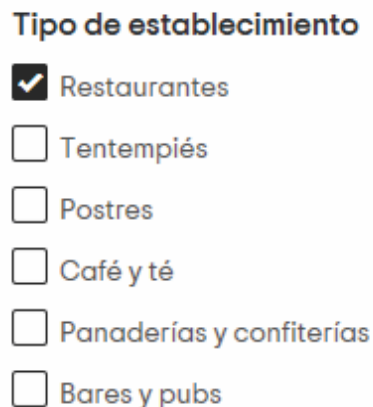 Tipo de establecimiento
Restaurantes
Tentempiés
Postres
Café y té
Panaderías y confiterías
Bares y pubs